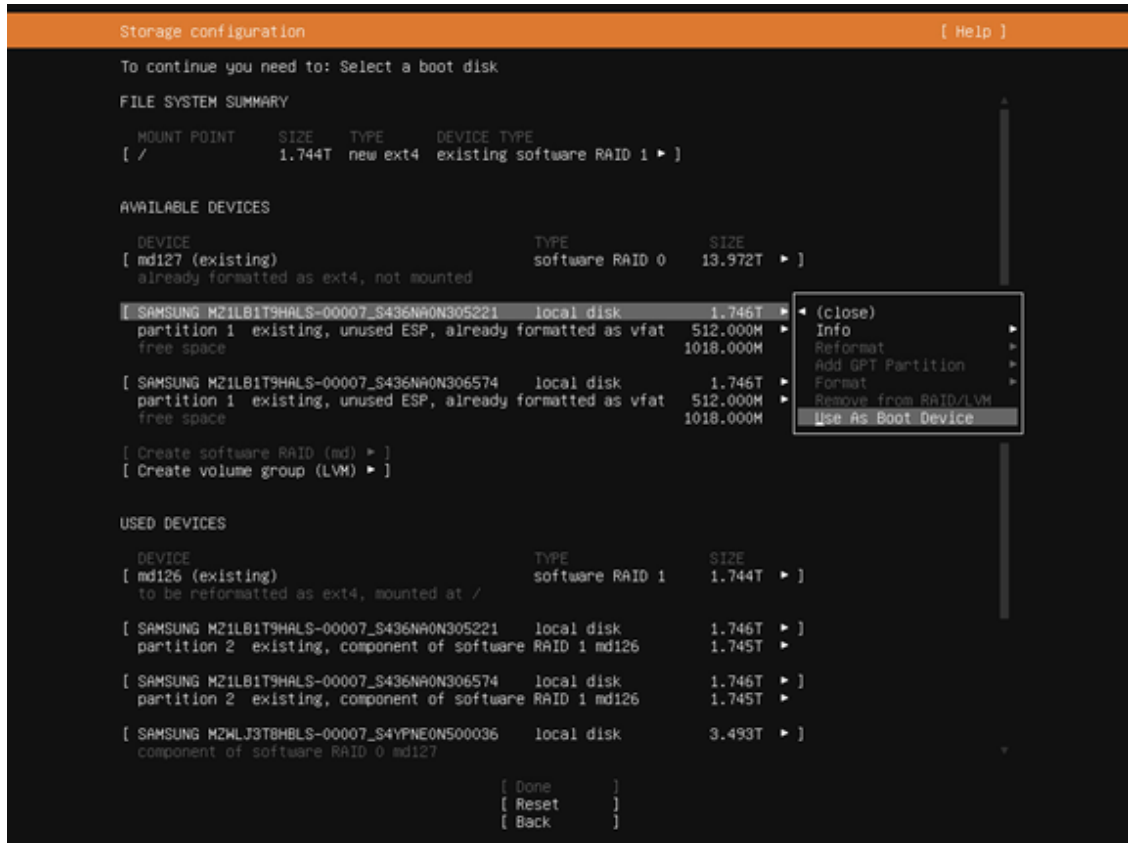 Storage configuration [ Help ]
To continue you need to: Select a boot disk
FILE SYSTEM SUMMARY
MOUNT POINT SIZE TYPE DEVICE TYPE
[ / 1.744T new ext4 existing software RAID 1 ▸ ]
AVAILABLE DEVICES
DEVICE TYPE SIZE
[ md127 (existing) software RAID 0 13.972T ▸ ]
already formatted as ext4, not mounted
[ SAMSUNG MZ1LB1T9HALS-00007_S436NA0N305221 local disk 1.746T ▸
partition 1 existing, unused ESP, already formatted as vfat 512.000M ▸
free space 1018.000M
[ SAMSUNG MZ1LB1T9HALS-00007_S436NA0N306574 local disk 1.746T ▸
partition 1 existing, unused ESP, already formatted as vfat 512.000M ▸
free space 1018.000M
◂ (close)
Info ▸
Reformat ▸
Add GPT Partition ▸
Format ▸
Remove from RAID/LVM
Use As Boot Device
[ Create software RAID (md) ▸ ]
[ Create volume group (LVM) ▸ ]
USED DEVICES
DEVICE TYPE SIZE
[ md126 (existing) software RAID 1 1.744T ▸ ]
to be reformatted as ext4, mounted at /
[ SAMSUNG MZ1LB1T9HALS-00007_S436NA0N305221 local disk 1.746T ▸ ]
partition 2 existing, component of software RAID 1 md126 1.745T ▸
[ SAMSUNG MZ1LB1T9HALS-00007_S436NA0N306574 local disk 1.746T ▸ ]
partition 2 existing, component of software RAID 1 md126 1.745T ▸
[ SAMSUNG MZWLJ3T8HBLS-00007_S4YPNE0N500036 local disk 3.493T ▸ ]
component of software RAID 0 md127
[ Done ]
[ Reset ]
[ Back ]